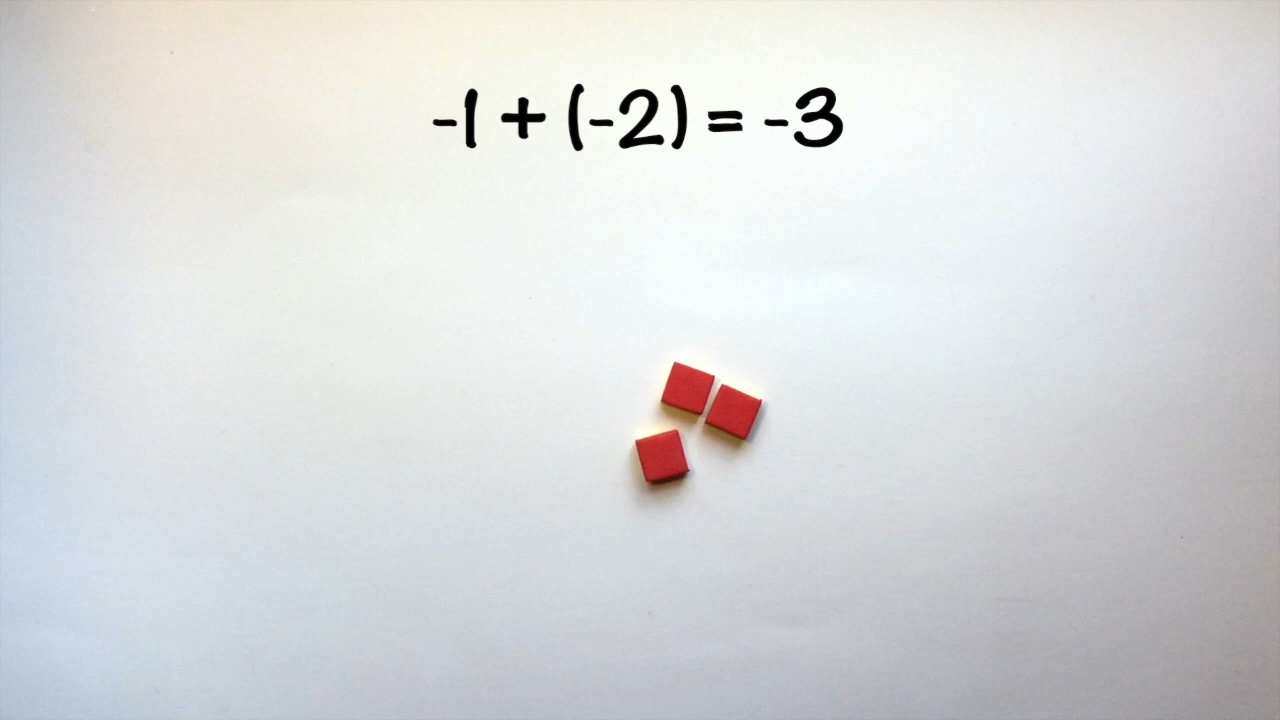 -1 + (-2) = -3